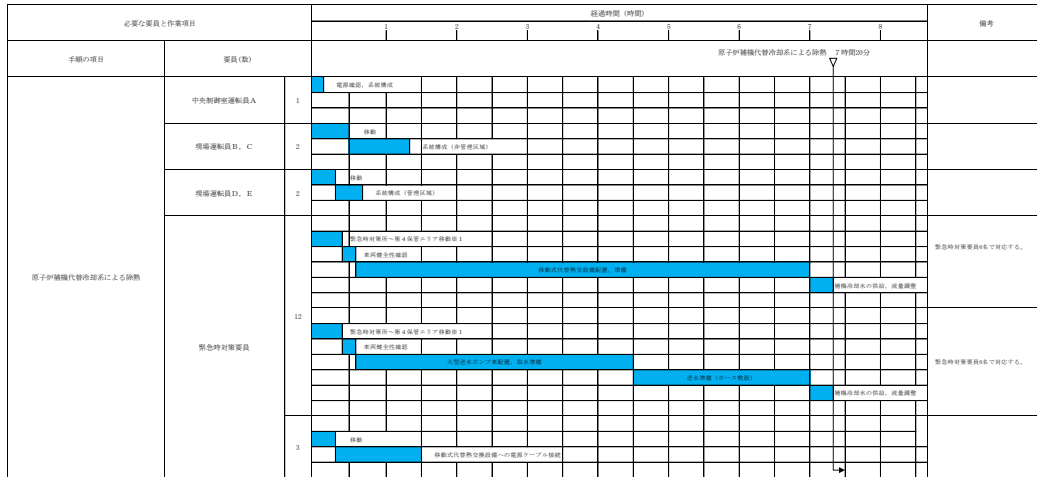 必要な要員と作業項目
経過時間（時間）
備考
1 2 3 4 5 6 7 8
手順の項目
要員(数)
原子炉補機代替冷却系による除熱 7時間20分
原子炉補機代替冷却系による除熱
中央制御室運転員A
1
電源確認，系統構成
現場運転員B，C
2
移動
系統構成（非管理区域）
現場運転員D，E
2
移動
系統構成（管理区域）
緊急時対策要員
12
緊急時対策所～第4保管エリア移動※1
車両健全性確認
移動式代替熱交設備配置，準備
補機冷却水の供給，流量調整
緊急時対策要員6名で対応する。
緊急時対策所～第4保管エリア移動※1
車両健全性確認
大型送水ポンプ車配置，取水準備
送水準備（ホース敷設）
補機冷却水の供給，流量調整
緊急時対策要員6名で対応する。
3
移動
移動式代替熱交換設備への電源ケーブル接続